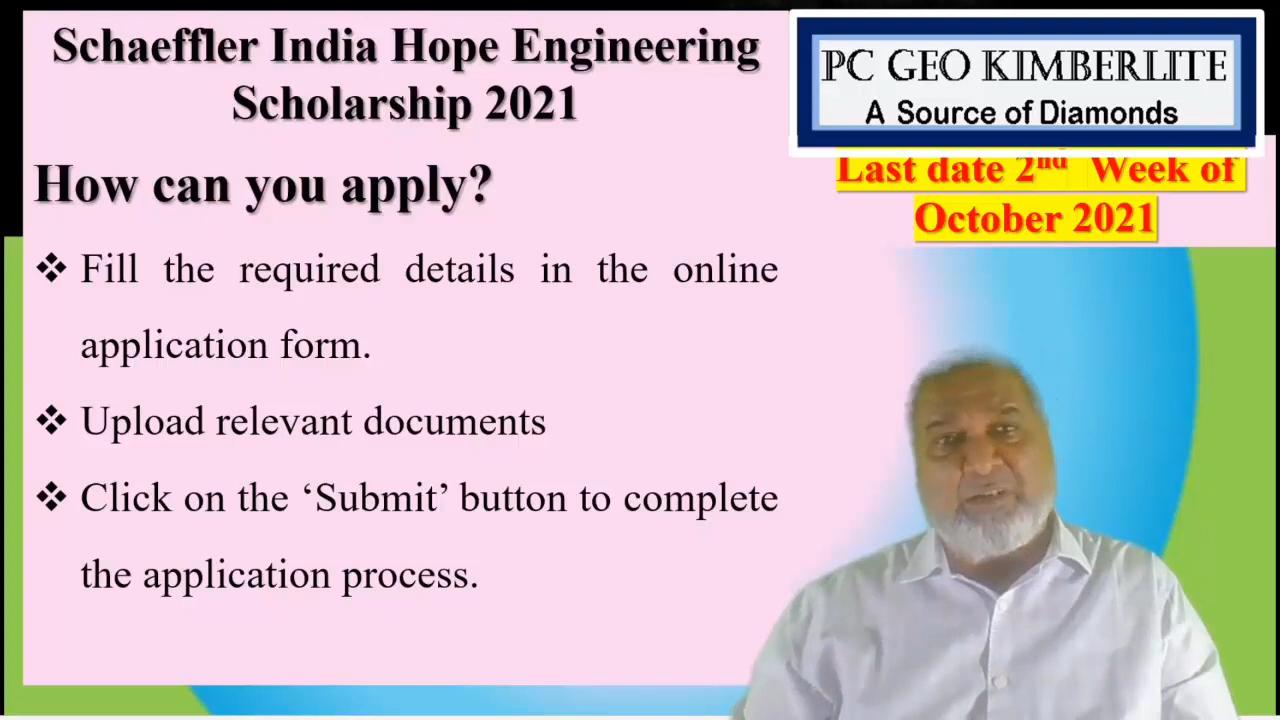 Schaeffler India Hope Engineering
Scholarship 2021
PC GEO KIMBERLITE
A Source of Diamonds
Last date 2nd Week of
October 2021
How can you apply?
❖ Fill the required details in the online
application form.
❖ Upload relevant documents
❖ Click on the ‘Submit’ button to complete
the application process.